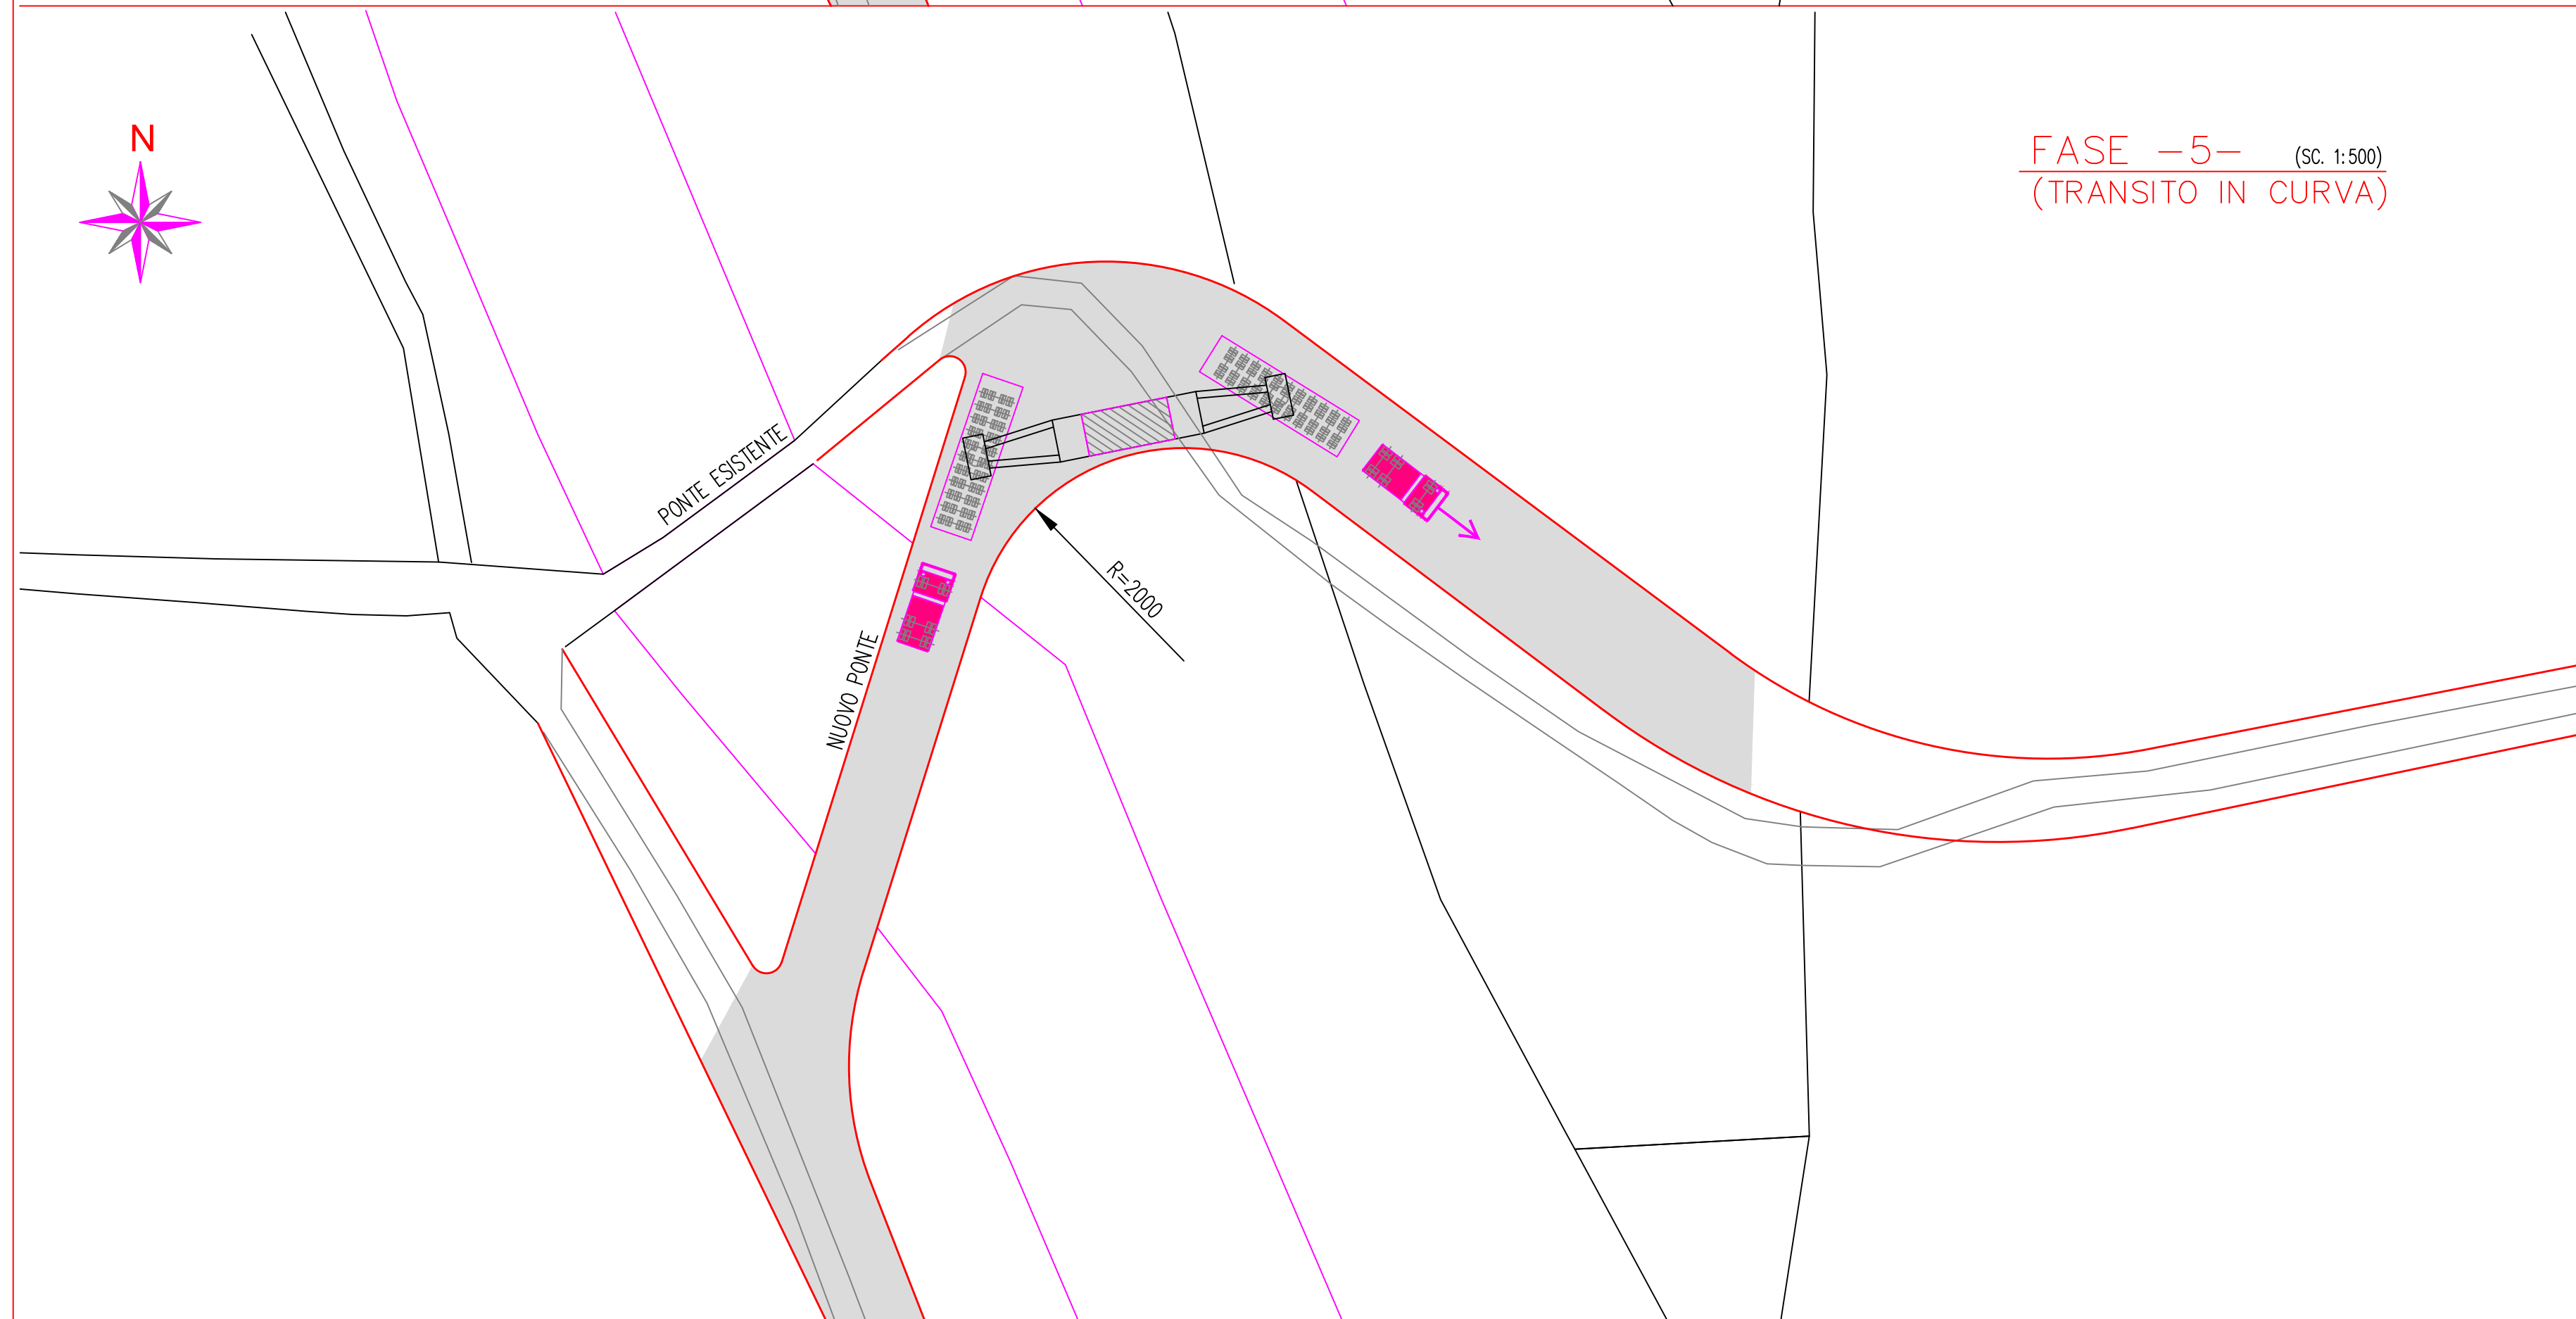 N
FASE -5- (SC. 1:500)
(TRANSITO IN CURVA)
PONTE ESISTENTE
R=2000
NUOVO PONTE